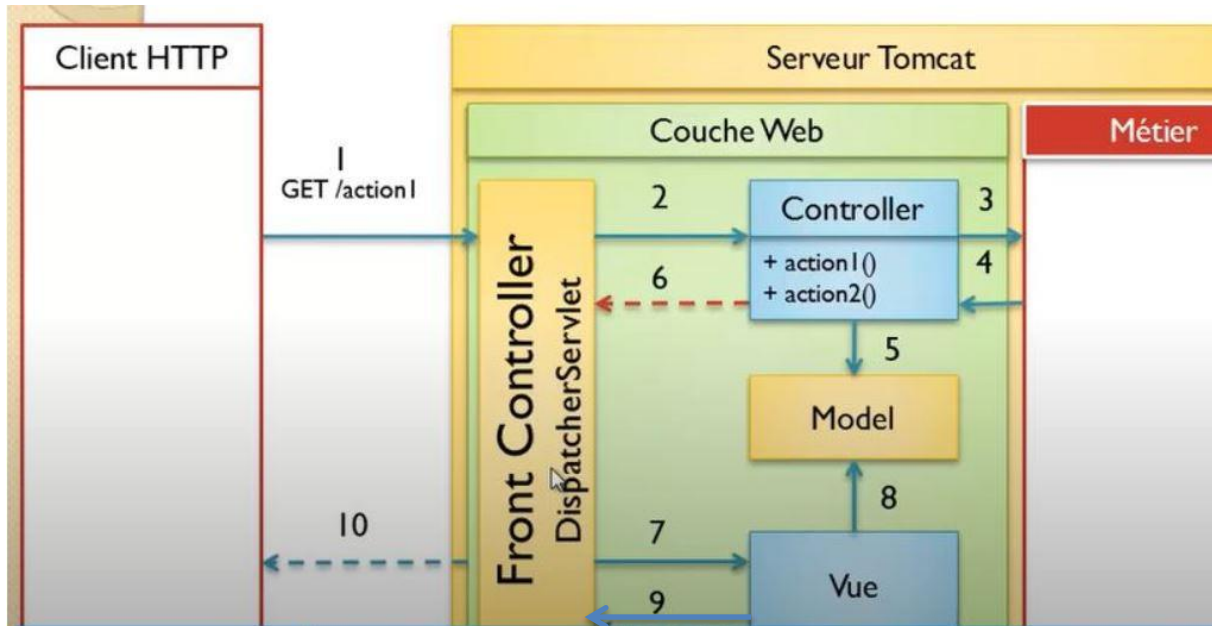 Client HTTP
Serveur Tomcat
Couche Web
Métier
1
GET /action1
2
Controller
3
+ action1()
+ action2()
4
6
5
Front Controller
DispatcherServlet
Model
8
10
7
Vue
9